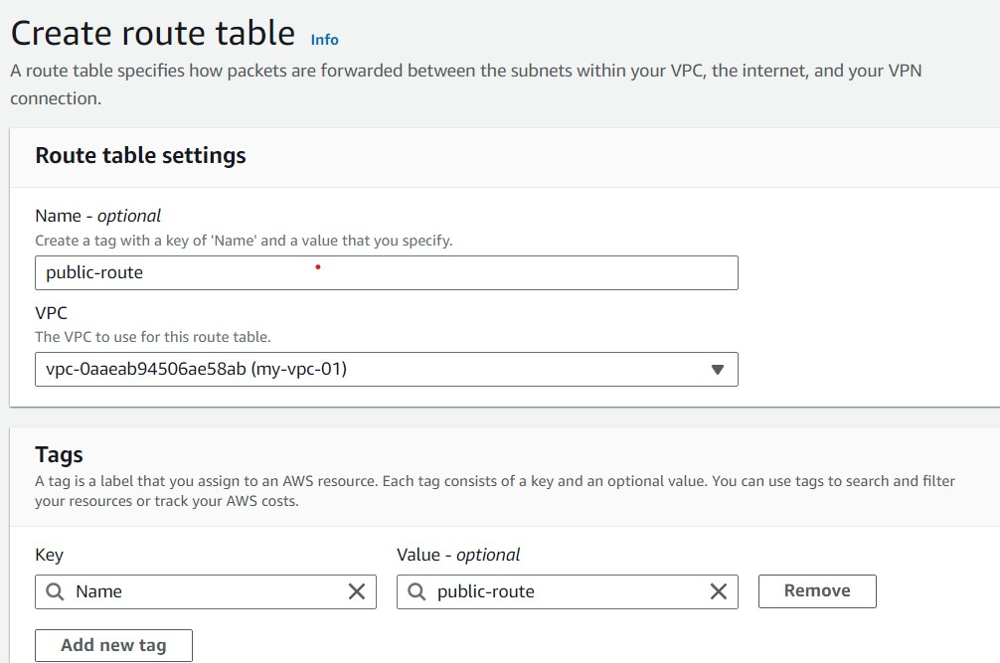 Create route table Info
A route table specifies how packets are forwarded between the subnets within your VPC, the internet, and your VPN
connection.
Route table settings
Name - optional
Create a tag with a key of 'Name' and a value that you specify.
public-route
VPC
The VPC to use for this route table.
vpc-0aaeab94506ae58ab (my-vpc-01)
Tags
A tag is a label that you assign to an AWS resource. Each tag consists of a key and an optional value. You can use tags to search and filter
your resources or track your AWS costs.
Key Value - optional
Name public-route Remove
Add new tag